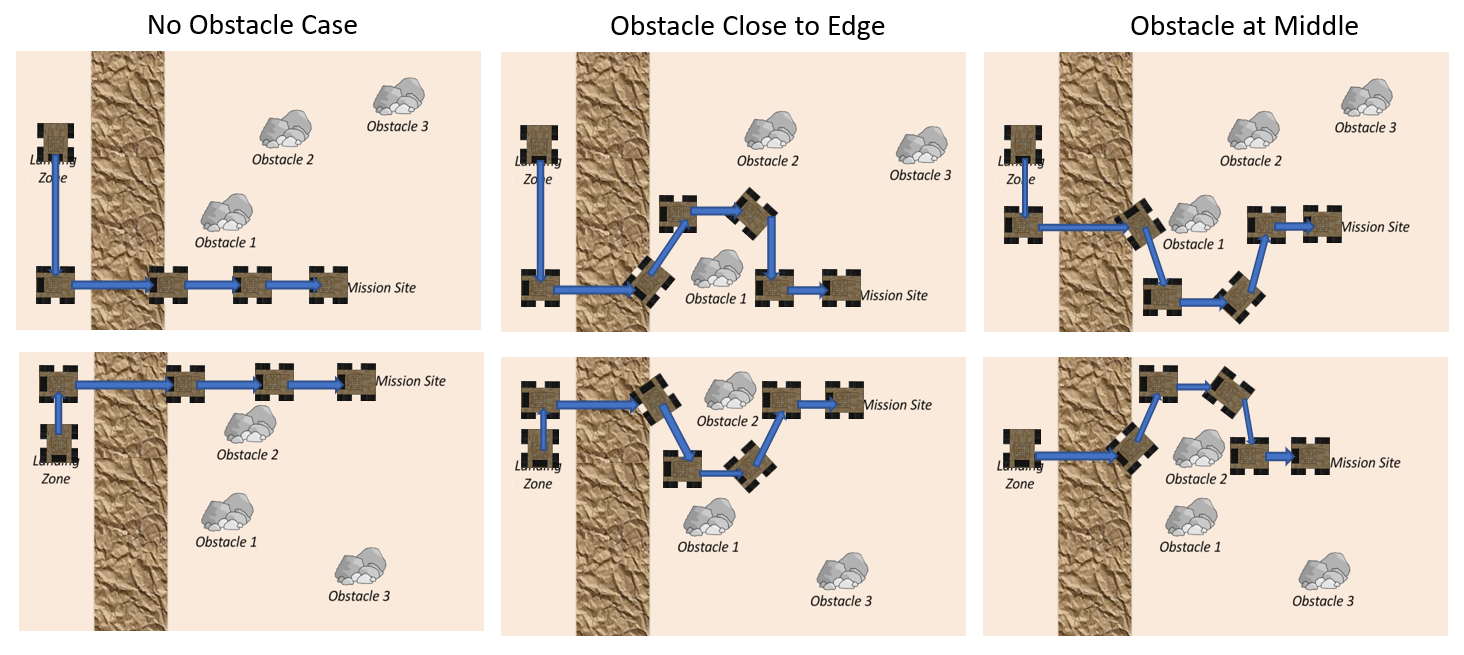 No Obstacle Case
Obstacle Close to Edge
Obstacle at Middle
Landing
Zone
Obstacle 1
Obstacle 2
Obstacle 3
Mission Site
Landing
Zone
Obstacle 2
Obstacle 3
Obstacle 1
Mission Site
Landing
Zone
Obstacle 3
Obstacle 2
Obstacle 1
Mission Site
Mission Site
Landing
Zone
Obstacle 2
Obstacle 1
Obstacle 3
Mission Site
Landing
Zone
Obstacle 2
Obstacle 1
Obstacle 3
Landing
Zone
Mission Site
Obstacle 2
Obstacle 1
Obstacle 3